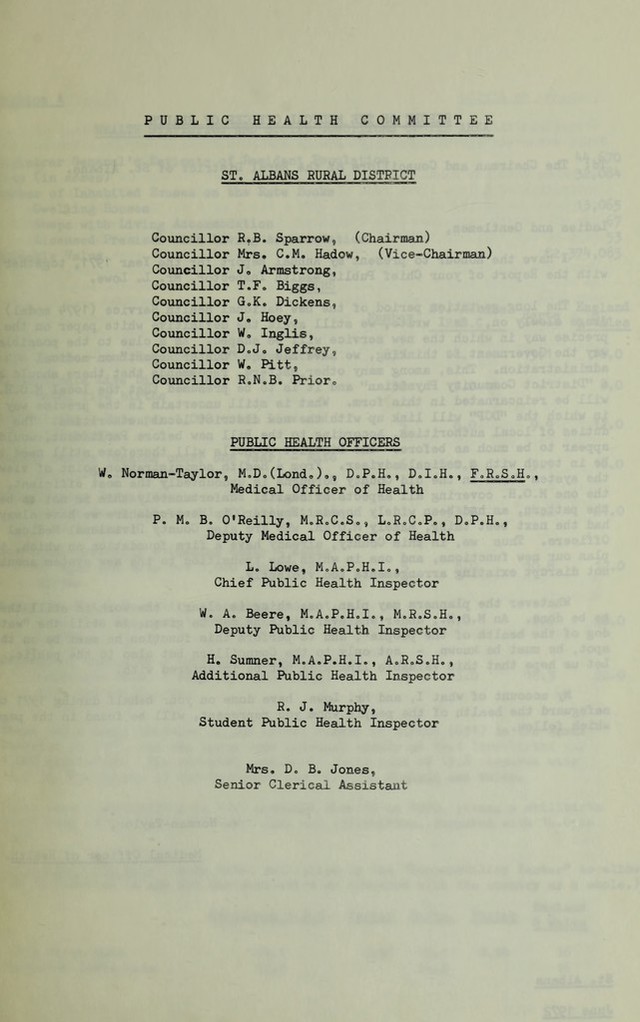 PUBLIC HEALTH COMMITTEE
ST. ALBANS RURAL DISTRICT
Councillor R.B. Sparrow, (Chairman)
Councillor Mrs. C.M. Hadow, (Vice-Chairman)
Councillor J. Armstrong,
Councillor T.F. Biggs,
Councillor G.K. Dickens,
Councillor J. Hoey,
Councillor W. Inglis,
Councillor D.J. Jeffrey,
Councillor W. Pitt,
Councillor R.N.B. Prior.
PUBLIC HEALTH OFFICERS
W. Norman-Taylor, M.D.(Lond.)., D.P.H., D.I.H., F.R.S.H.,
Medical Officer of Health
P. M. B. O'Reilly, M.R.C.S., L.R.C.P., D.P.H.,
Deputy Medical Officer of Health
L. Lowe, M.A.P.H.I.,
Chief Public Health Inspector
W. A. Beere, M.A.P.H.I., M.R.S.H.,
Deputy Public Health Inspector
H. Sumner, M.A.P.H.I., A.R.S.H.,
Additional Public Health Inspector
R. J. Murphy,
Student Public Health Inspector
Mrs. D. B. Jones,
Senior Clerical Assistant